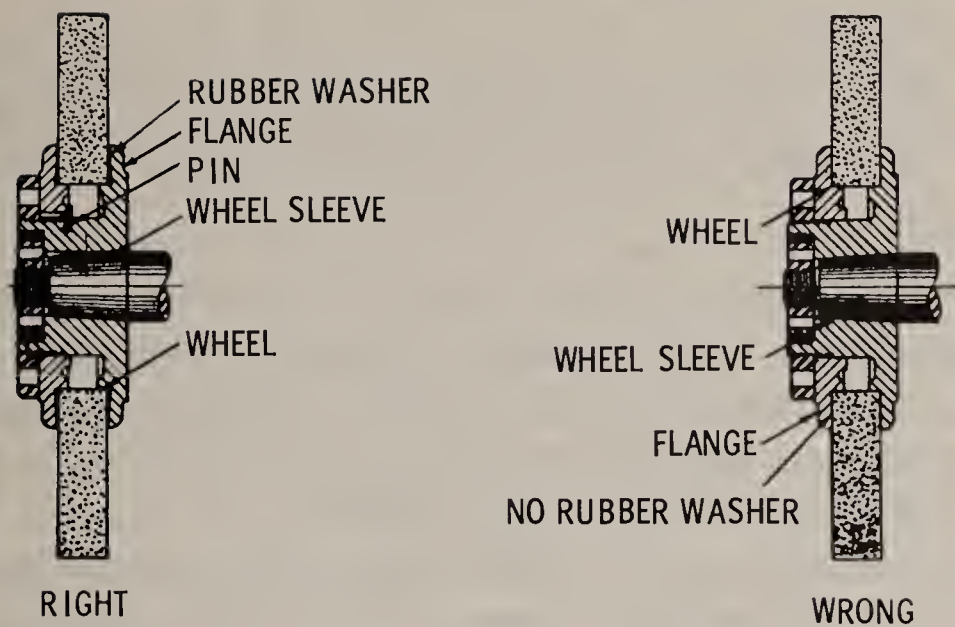 RUBBER WASHER
FLANGE
PIN
WHEEL SLEEVE
WHEEL
RIGHT
WHEEL
WHEEL SLEEVE
FLANGE
NO RUBBER WASHER
WRONG